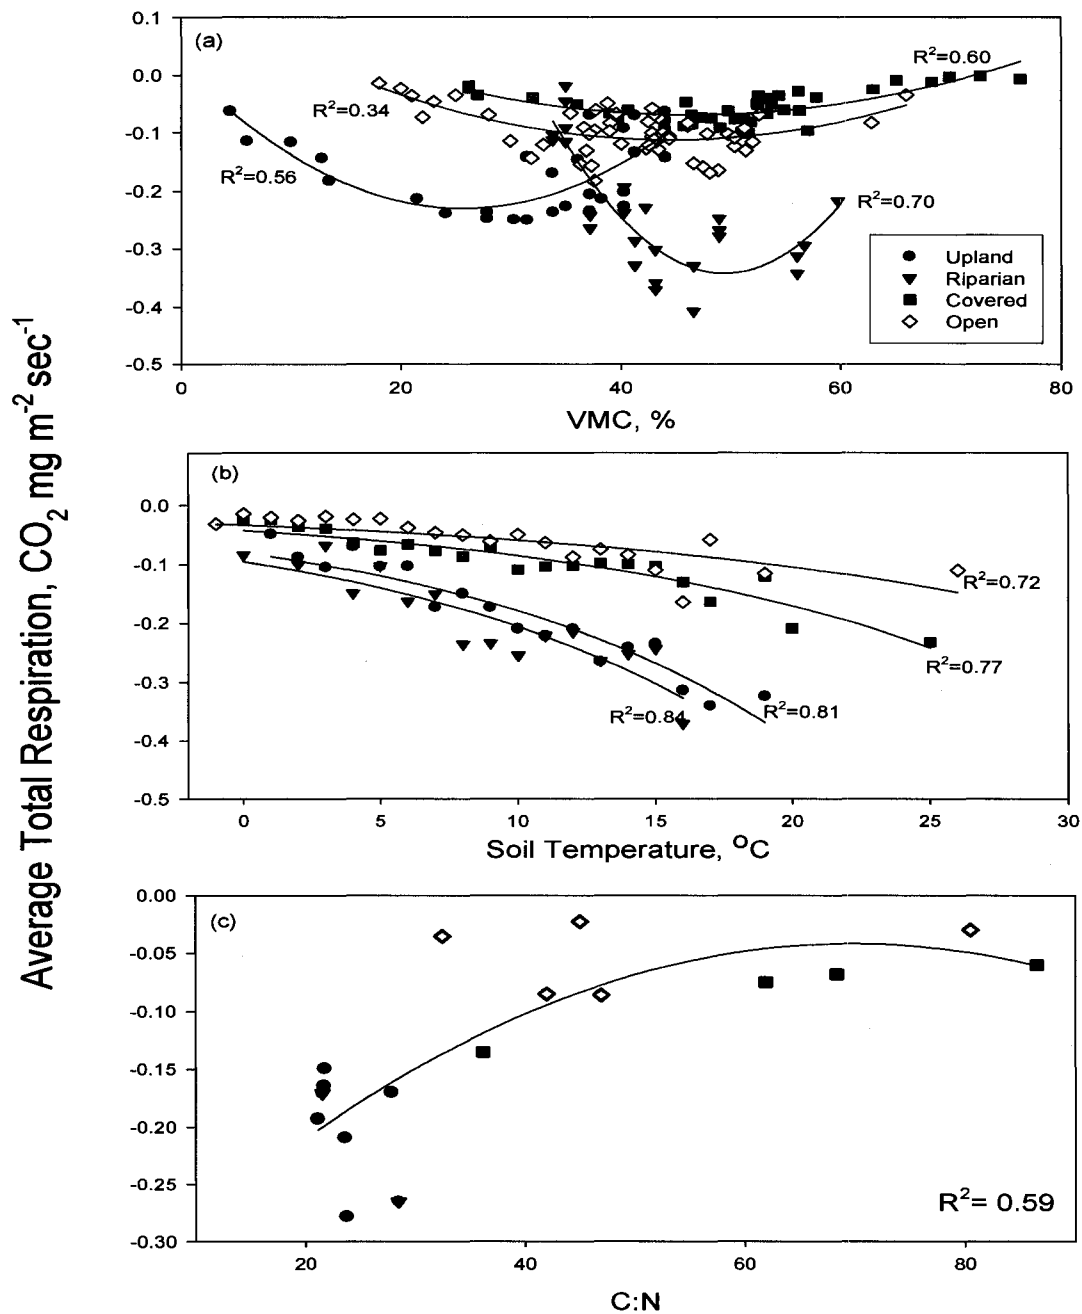 Average Total Respiration, CO2 mg m-2 sec-1
0.1
0.0
-0.1
-0.2
-0.3
-0.4
-0.5
(a)
R2=0.60
R2=0.34
R2=0.56
R2=0.70
Upland
Riparian
Covered
Open
0 20 40 60 80
VMC, %
0.0
-0.1
-0.2
-0.3
-0.4
-0.5
(b)
R2=0.72
R2=0.77
R2=0.84
R2=0.81
0 5 10 15 20 25 30
Soil Temperature, OC
0.00
-0.05
-0.10
-0.15
-0.20
-0.25
-0.30
(c)
R2= 0.59
20 40 60 80
C:N